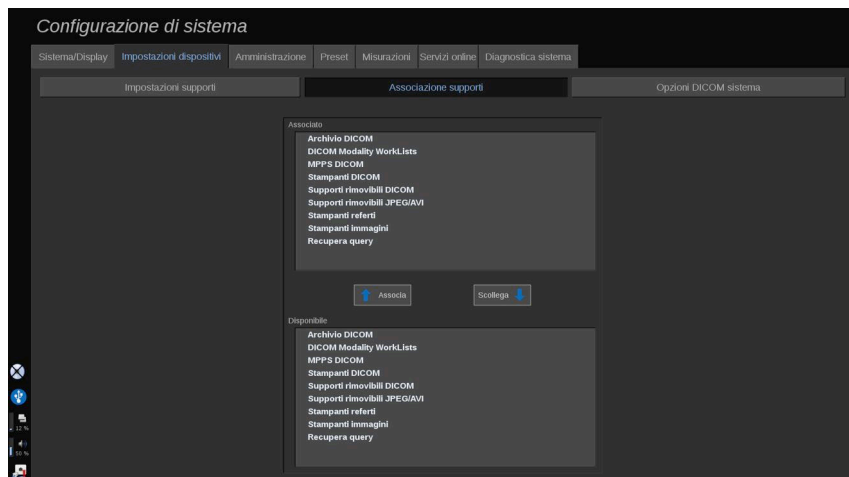 Configurazione di sistema
Sistema/Display Impostazioni dispositivi Amministrazione Preset Misurazioni Servizi online Diagnostica sistema
Impostazioni supporti Associazione supporti Opzioni DICOM sistema
Associato
Archivio DICOM
DICOM Modality WorkLists
MPPS DICOM
Stampanti DICOM
Supporti rimovibili DICOM
Supporti rimovibili JPEG/AVI
Stampanti referti
Stampanti immagini
Recupera query
Associa Scollega
Disponibile
Archivio DICOM
DICOM Modality WorkLists
MPPS DICOM
Stampanti DICOM
Supporti rimovibili DICOM
Supporti rimovibili JPEG/AVI
Stampanti referti
Stampanti immagini
Recupera query
12 %
50 %